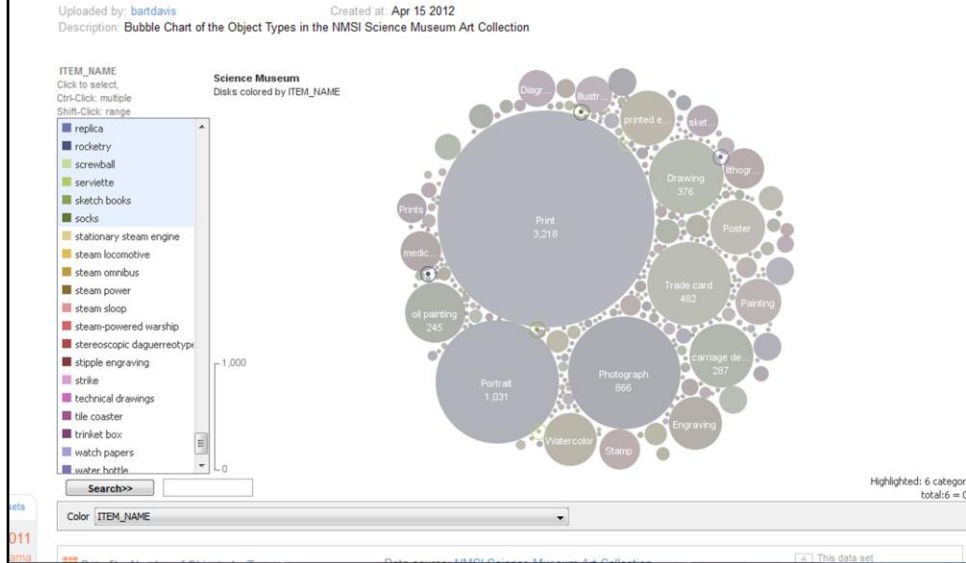 Uploaded by: bartdavis Created at: Apr 15 2012
Description: Bubble Chart of the Object Types in the NMSI Science Museum Art Collection
ITEM_NAME
Click to select,
Ctrl-Click: multiple
Shift-Click: range
Science Museum
Disks colored by ITEM_NAME
replica
rocketry
screwball
serviette
sketch books
socks
stationary steam engine
steam locomotive
steam omnibus
steam power
steam sloop
steam-powered warship
stereoscopic daguerreotype
stipple engraving
strike
technical drawings
tile coaster
trinket box
watch papers
water bottle
1,000
0
Diagr...
Illustr...
printed e...
sket...
Drawing
376
lithogr...
Prints
Print
3,218
Poster
medic...
Trade card
482
Painting
oil painting
245
carriage de...
287
Portrait
1,031
Photograph
866
Engraving
Watercolor
Stamp
Search>>
Highlighted: 6 categor
total:6 = 0
Color ITEM_NAME
ets
011
ama
Data source: NMSI Science Museum Art Collection
This data set